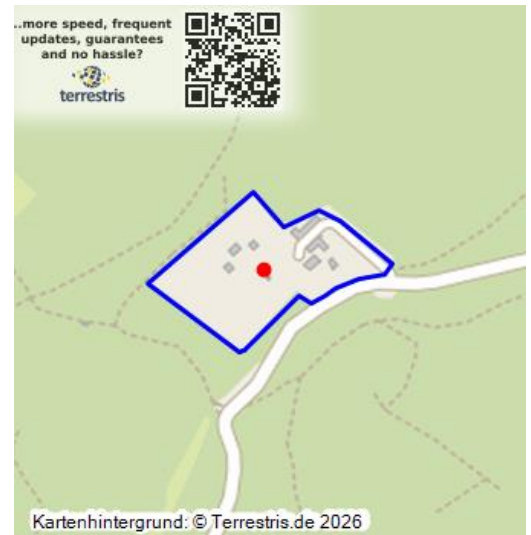 ..more speed, frequent
updates, guarantees
and no hassle?
terrestris
Kartenhintergrund: © Terrestris.de 2026